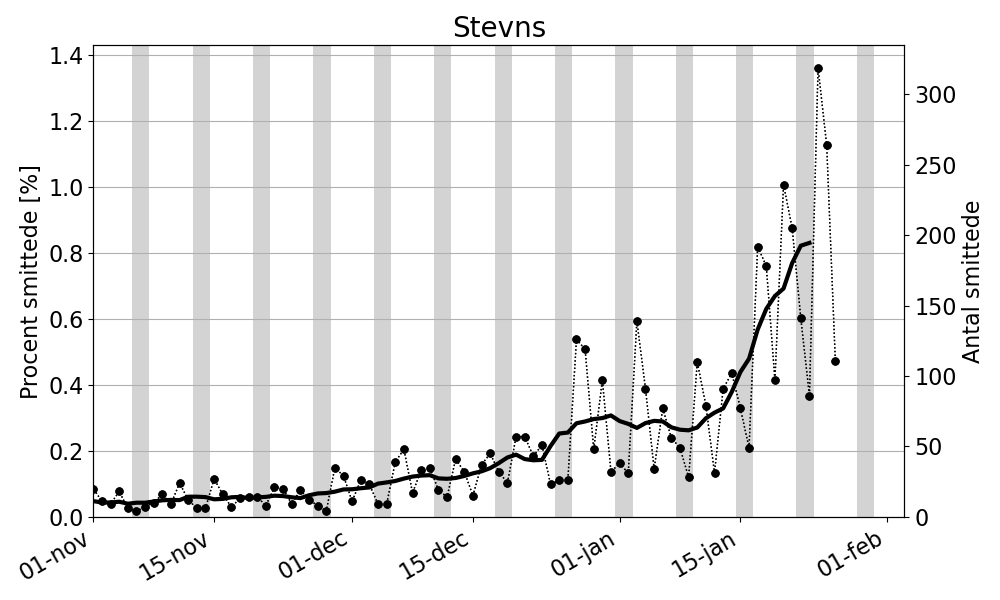 Stevns
Procent smittede [%]
1.4
1.2
1.0
0.8
0.6
0.4
0.2
0.0
300
250
200
150
100
50
0
Antal smittede
01-nov
15-nov
01-dec
15-dec
01-jan
15-jan
01-feb